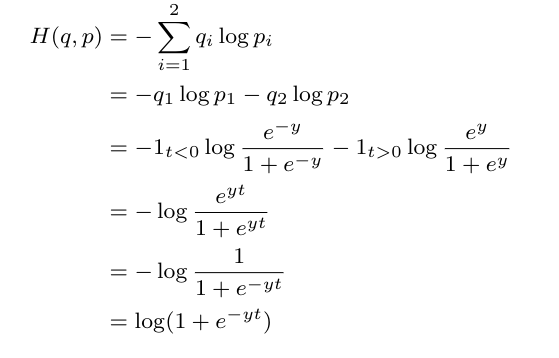 H(q, p) = −∑_{i=1}^{2} q_i log p_i
= −q_1 log p_1 − q_2 log p_2
= −1_{t<0} log \frac{e^{−y}}{1 + e^{−y}} − 1_{t>0} log \frac{e^{y}}{1 + e^{y}}
= − log \frac{e^{yt}}{1 + e^{yt}}
= − log \frac{1}{1 + e^{−yt}}
= log(1 + e^{−yt})